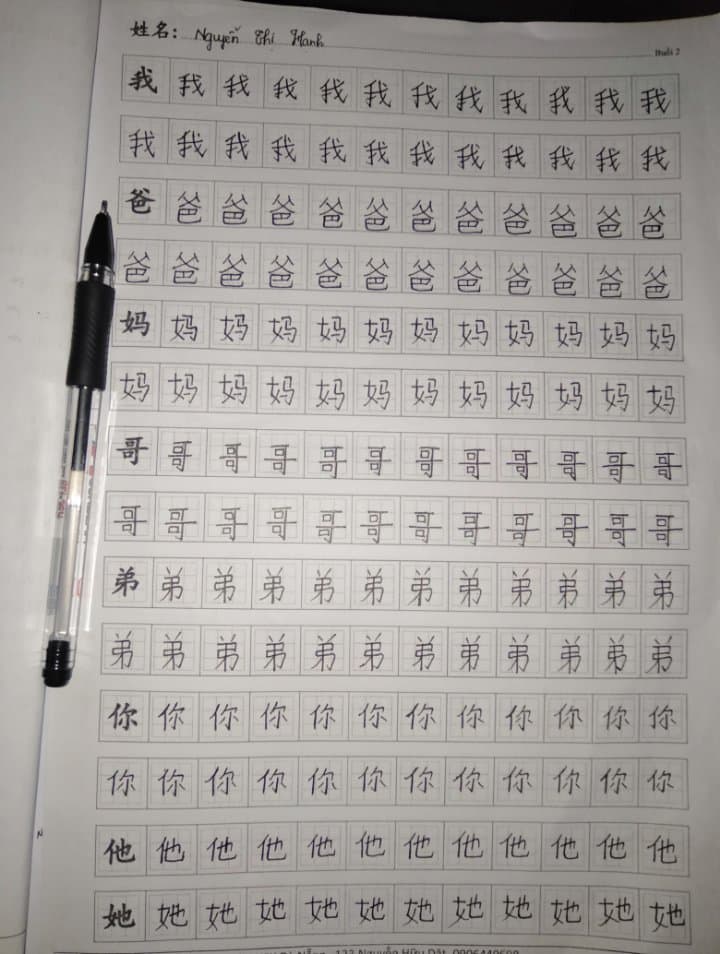 姓名: Nguyễn Thị Hạnh
Buổi 2
我 我 我 我 我 我 我 我 我 我 我 我
我 我 我 我 我 我 我 我 我 我 我 我
爸 爸 爸 爸 爸 爸 爸 爸 爸 爸 爸 爸
爸 爸 爸 爸 爸 爸 爸 爸 爸 爸 爸 爸
妈 妈 妈 妈 妈 妈 妈 妈 妈 妈 妈 妈
妈 妈 妈 妈 妈 妈 妈 妈 妈 妈 妈 妈
哥 哥 哥 哥 哥 哥 哥 哥 哥 哥 哥 哥
哥 哥 哥 哥 哥 哥 哥 哥 哥 哥 哥 哥
弟 弟 弟 弟 弟 弟 弟 弟 弟 弟 弟 弟
弟 弟 弟 弟 弟 弟 弟 弟 弟 弟 弟 弟
你 你 你 你 你 你 你 你 你 你 你 你
你 你 你 你 你 你 你 你 你 你 你 你
他 他 他 他 他 他 他 他 他 他 他 他
她 她 她 她 她 她 她 她 她 她 她 她
Nguyễn Hữu Dật